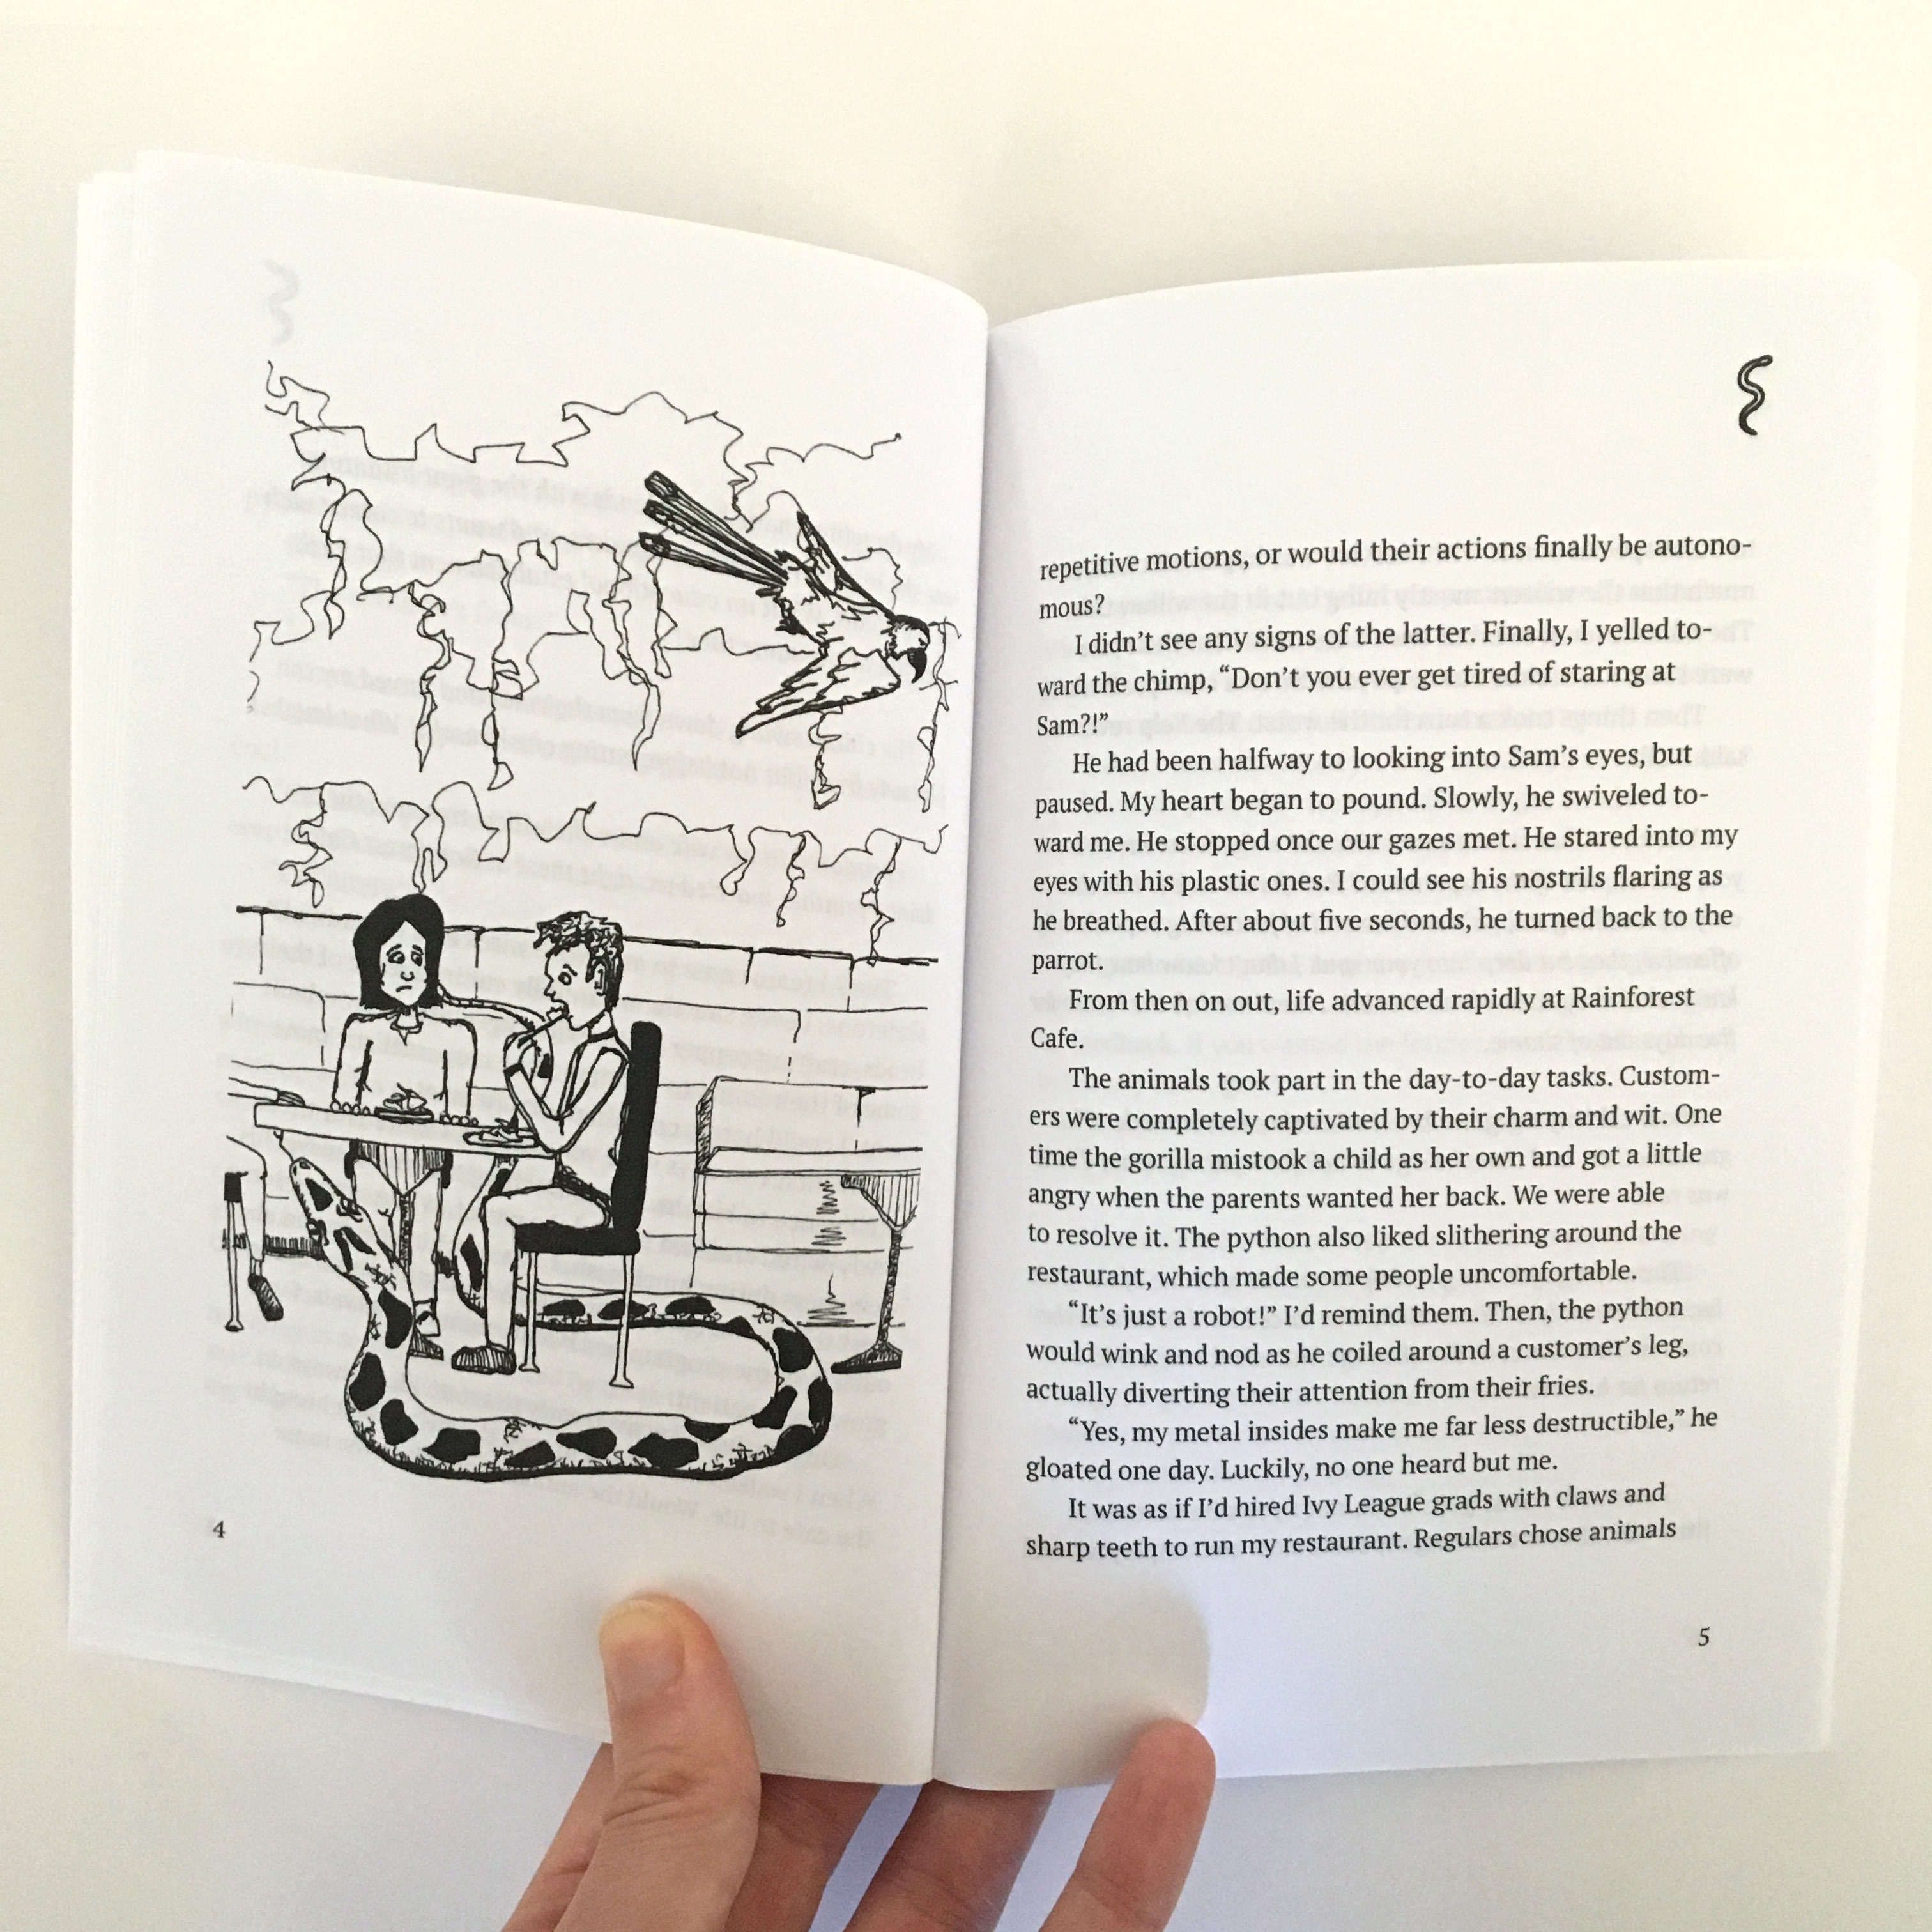 4
repetitive motions, or would their actions finally be autono-
mous?
I didn’t see any signs of the latter. Finally, I yelled to-
ward the chimp, “Don’t you ever get tired of staring at
Sam?!”
He had been halfway to looking into Sam’s eyes, but
paused. My heart began to pound. Slowly, he swiveled to-
ward me. He stopped once our gazes met. He stared into my
eyes with his plastic ones. I could see his nostrils flaring as
he breathed. After about five seconds, he turned back to the
parrot.
From then on out, life advanced rapidly at Rainforest
Cafe.
The animals took part in the day-to-day tasks. Custom-
ers were completely captivated by their charm and wit. One
time the gorilla mistook a child as her own and got a little
angry when the parents wanted her back. We were able
to resolve it. The python also liked slithering around the
restaurant, which made some people uncomfortable.
“It’s just a robot!” I’d remind them. Then, the python
would wink and nod as he coiled around a customer’s leg,
actually diverting their attention from their fries.
“Yes, my metal insides make me far less destructible,” he
gloated one day. Luckily, no one heard but me.
It was as if I’d hired Ivy League grads with claws and
sharp teeth to run my restaurant. Regulars chose animals
5